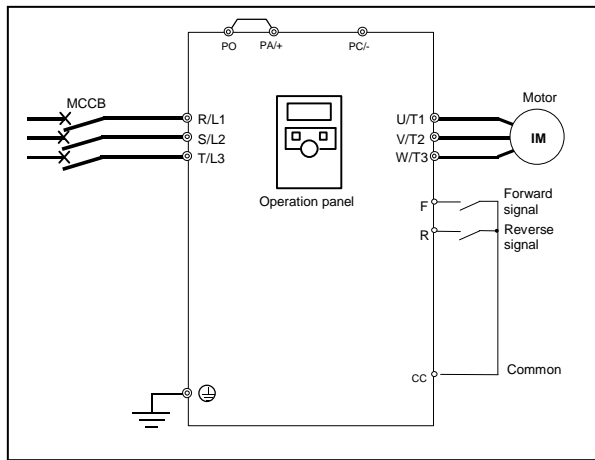 PO
PA/+
PC/-
MCCB
R/L1
S/L2
T/L3
Operation panel
U/T1
V/T2
W/T3
Motor
IM
F
Forward
signal
R
Reverse
signal
CC
Common